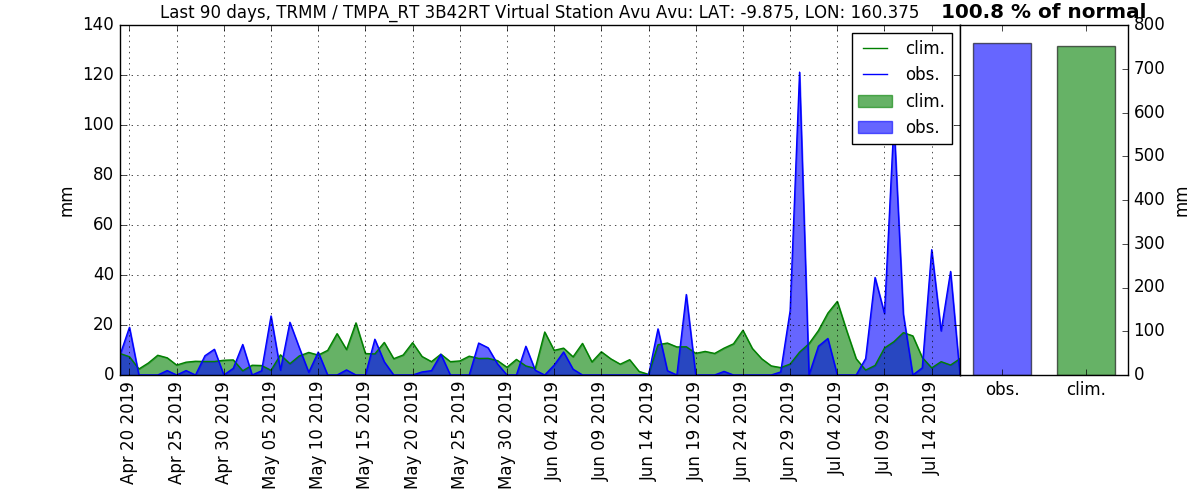 Last 90 days, TRMM / TMPA_RT 3B42RT Virtual Station Avu Avu: LAT: -9.875, LON: 160.375
100.8 % of normal
140
120
100
80
60
40
20
0
mm
clim.
obs.
clim.
obs.
Apr 20 2019
Apr 25 2019
Apr 30 2019
May 05 2019
May 10 2019
May 15 2019
May 20 2019
May 25 2019
May 30 2019
Jun 04 2019
Jun 09 2019
Jun 14 2019
Jun 19 2019
Jun 24 2019
Jun 29 2019
Jul 04 2019
Jul 09 2019
Jul 14 2019
800
700
600
500
400
300
200
100
0
mm
obs.
clim.